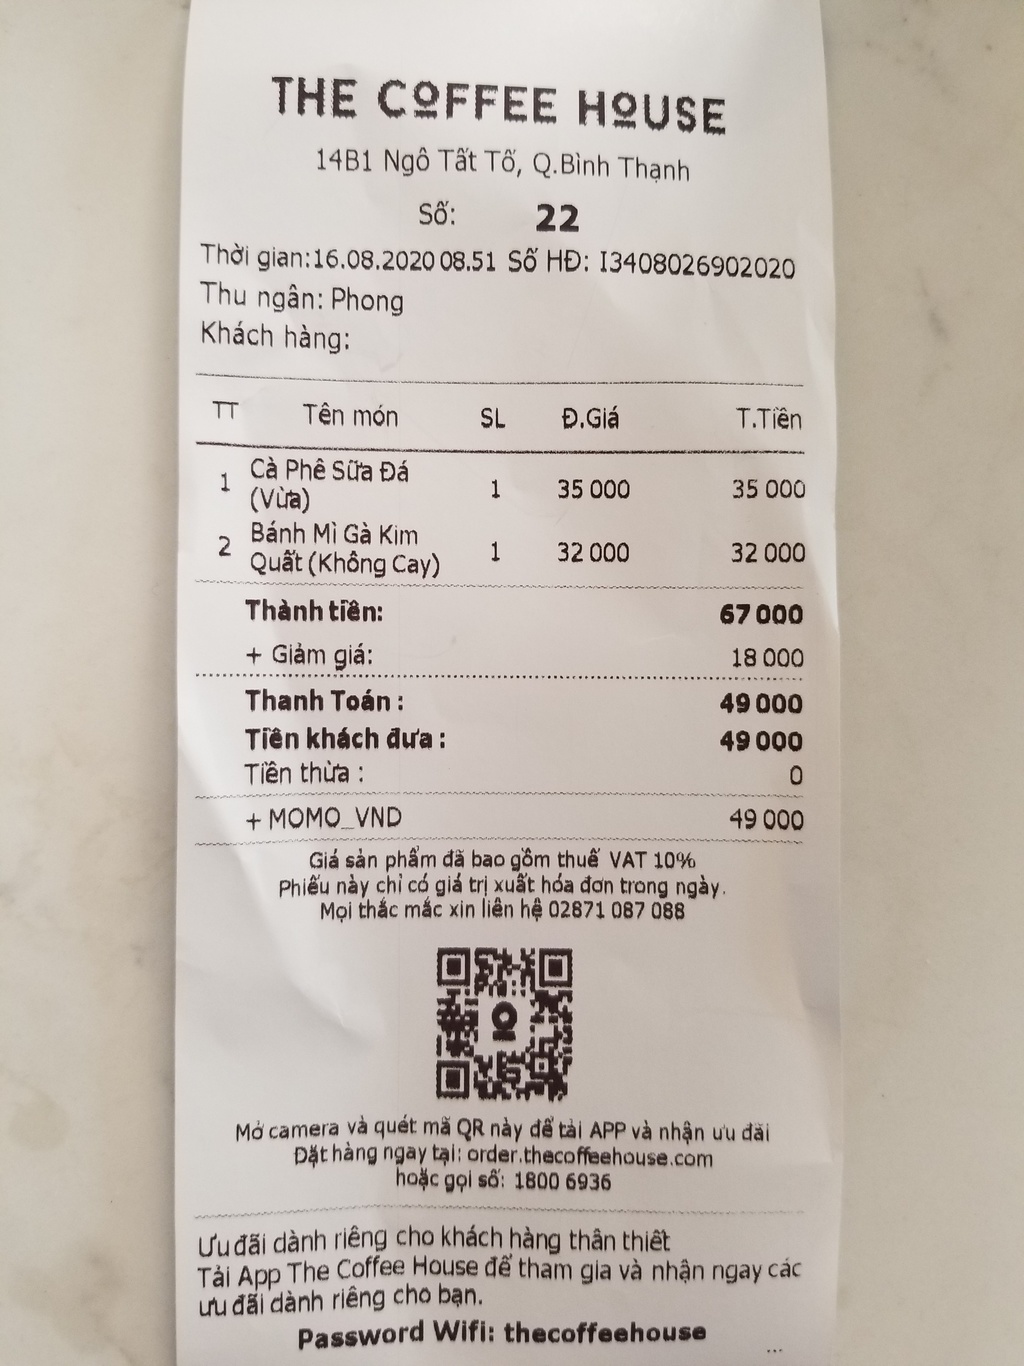 THE COFFEE HOUSE
14B1 Ngô Tất Tố, Q.Bình Thạnh
Số: 22
Thời gian:16.08.2020 08.51 Số HĐ: I3408026902020
Thu ngân: Phong
Khách hàng:
TT Tên món SL Đ.Giá T.Tiền
1 Cà Phê Sữa Đá (Vừa) 1 35 000 35 000
2 Bánh Mì Gà Kim Quất (Không Cay) 1 32 000 32 000
Thành tiền: 67 000
+ Giảm giá: 18 000
Thanh Toán : 49 000
Tiền khách đưa : 49 000
Tiền thừa : 0
+ MOMO_VND 49 000
Giá sản phẩm đã bao gồm thuế VAT 10%
Phiếu này chỉ có giá trị xuất hóa đơn trong ngày.
Mọi thắc mắc xin liên hệ 02871 087 088
Mở camera và quét mã QR này để tải APP và nhận ưu đãi
Đặt hàng ngay tại: order.thecoffeehouse.com
hoặc gọi số: 1800 6936
Ưu đãi dành riêng cho khách hàng thân thiết
Tải App The Coffee House để tham gia và nhận ngay các
ưu đãi dành riêng cho bạn.
Password Wifi: thecoffeehouse
...